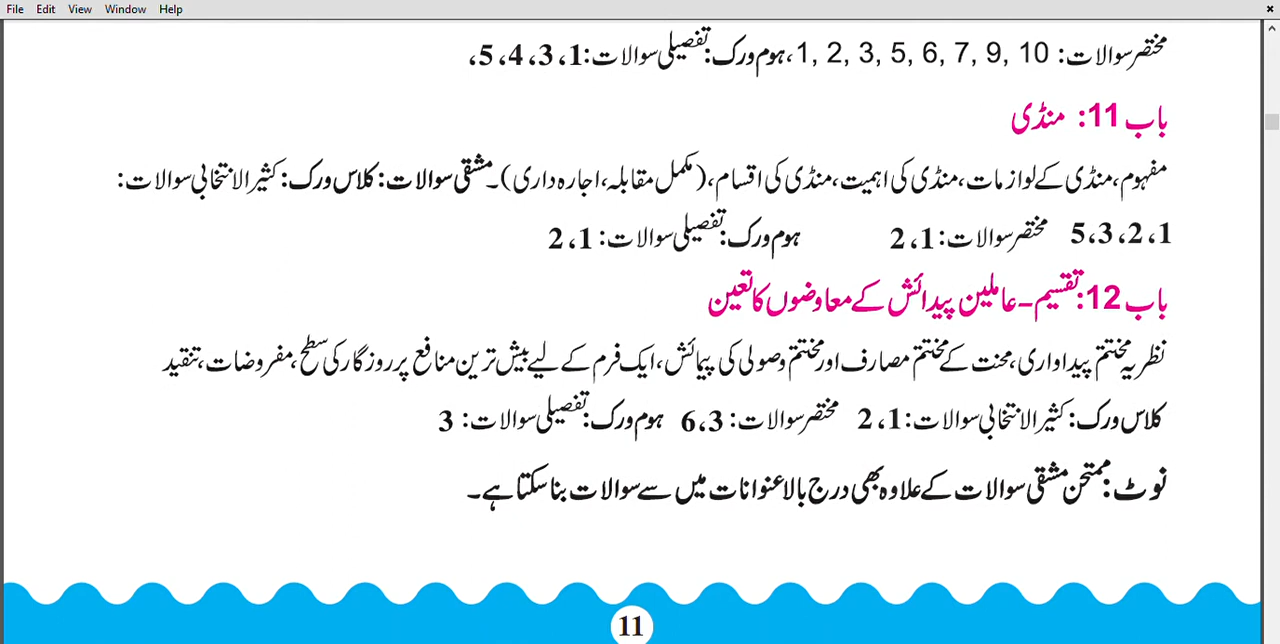 File Edit View Window Help
مختصر سوالات: 1, 2, 3, 5, 6, 7, 9, 10، ہوم ورک: تفصیلی سوالات: 1، 3، 4، 5،
باب 11: منڈی
مفہوم، منڈی کے لوازمات، منڈی کی اہمیت، منڈی کی اقسام، (مکمل مقابلہ، اجارہ داری)۔ مشقی سوالات: کلاس ورک: کثیر الانتخابی سوالات:
1، 2، 3، 5 مختصر سوالات: 1، 2 ہوم ورک: تفصیلی سوالات: 1، 2
باب 12: تقسیم۔ عاملین پیدائش کے معاوضوں کا تعین
نظریہ مختتم پیداواری، محنت کے مختتم مصارف اور مختتم وصولی کی پیمائش، ایک فرم کے لیے بیش ترین منافع پر روزگار کی سطح، مفروضات، تنقید
کلاس ورک: کثیر الانتخابی سوالات: 1، 2 مختصر سوالات: 3، 6 ہوم ورک: تفصیلی سوالات: 3
نوٹ: ممتحن مشقی سوالات کے علاوہ بھی درج بالا عنوانات میں سے سوالات بنا سکتا ہے۔
11